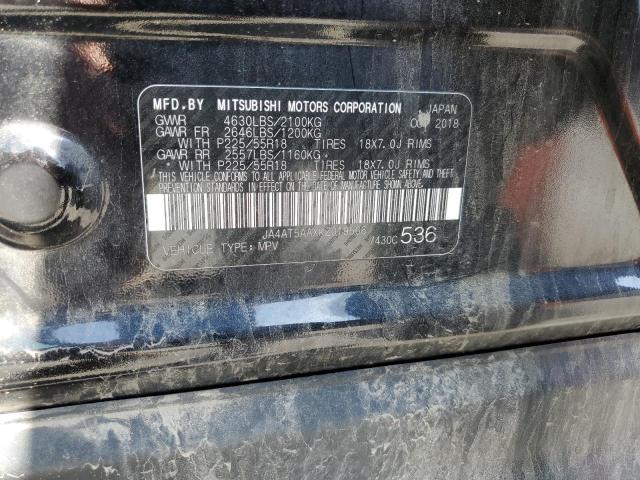 MFD.BY MITSUBISHI MOTORS CORPORATION JAPAN
GVWR 4630LBS/2100KG 2018
GAWR FR 2646LBS/1200KG
WITH P225/55R18 TIRES 18X7.0J RIMS
GAWR RR 2557LBS/1160KG
WITH P225/55R18 TIRES 18X7.0J RIMS
THIS VEHICLE CONFORMS TO ALL APPLICABLE FEDERAL MOTOR VEHICLE SAFETY, BUMPER, AND THEFT
PREVENTION STANDARDS IN EFFECT ON THE DATE OF MANUFACTURE SHOWN ABOVE.
VEHICLE TYPE: MPV 7430C 536